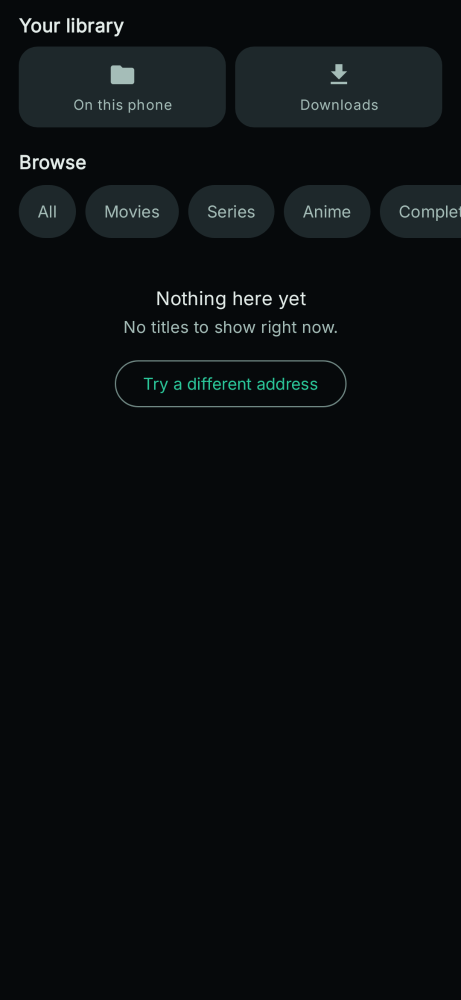 Your library
On this phone
Downloads
Browse
All
Movies
Series
Anime
Complet
Nothing here yet
No titles to show right now.
Try a different address